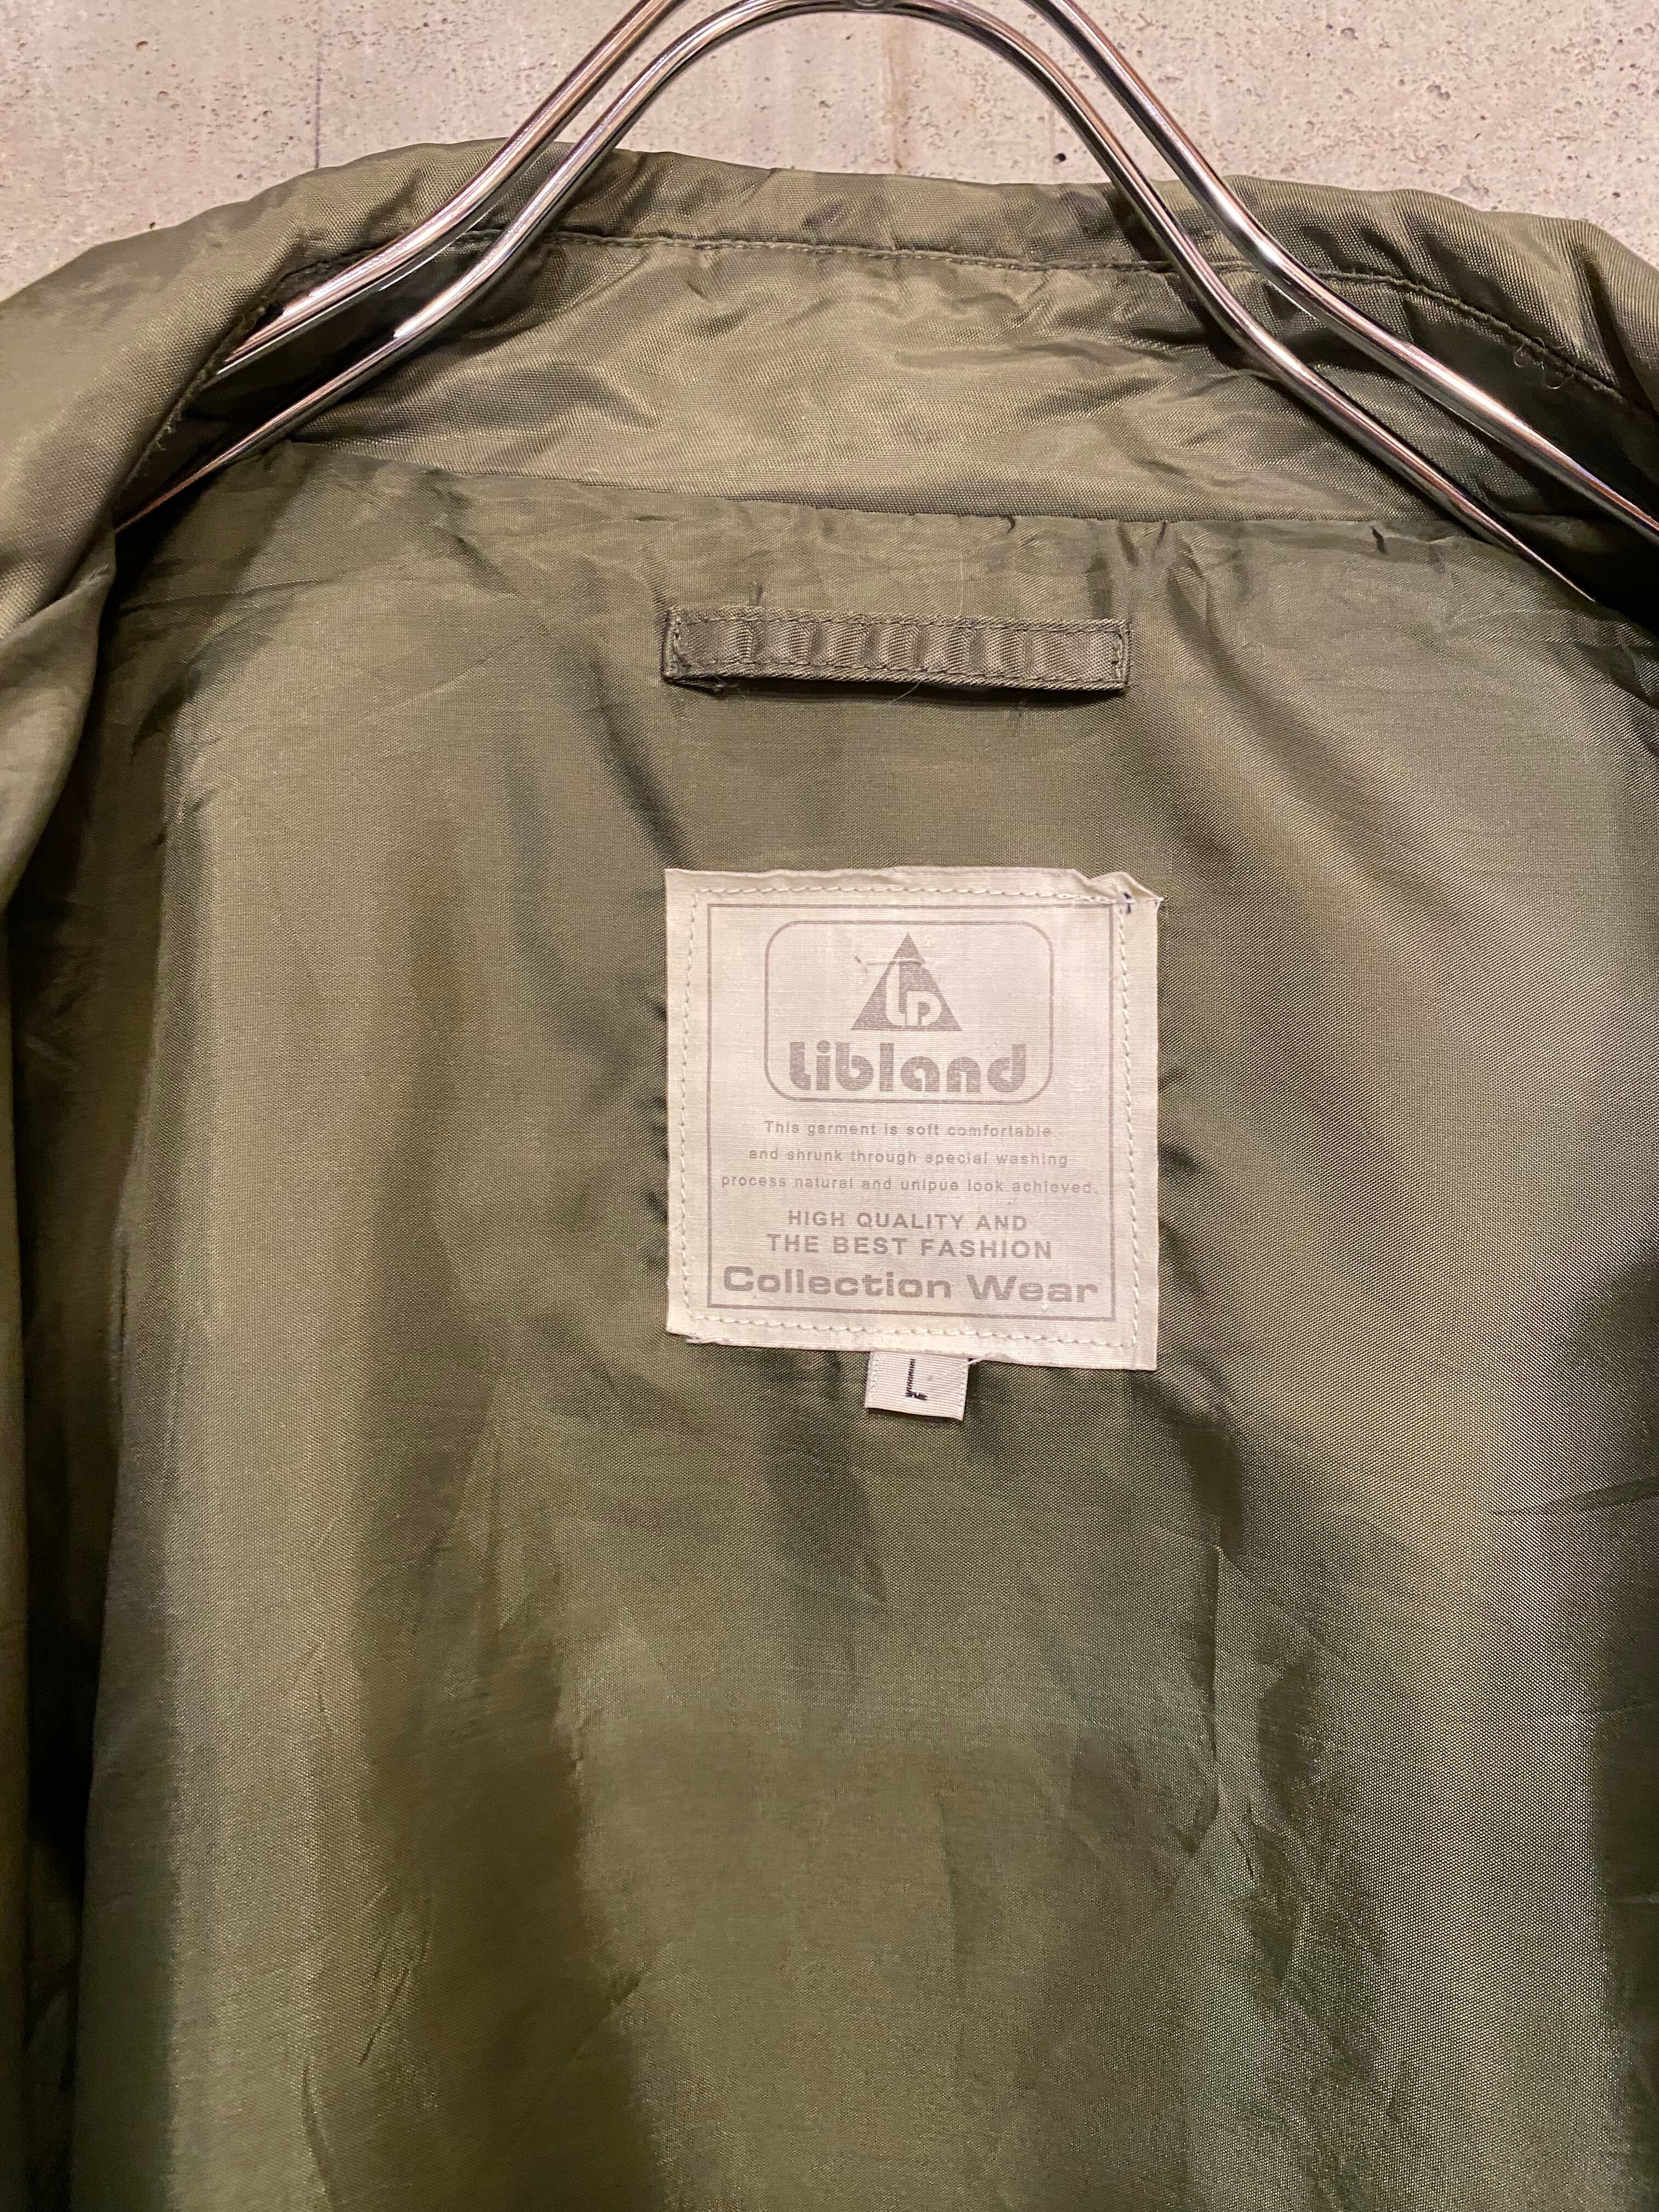 LD
Libland
This garment is soft comfortable
and shrunk through special washing
process natural and unipue look achieved.
HIGH QUALITY AND
THE BEST FASHION
Collection Wear
L